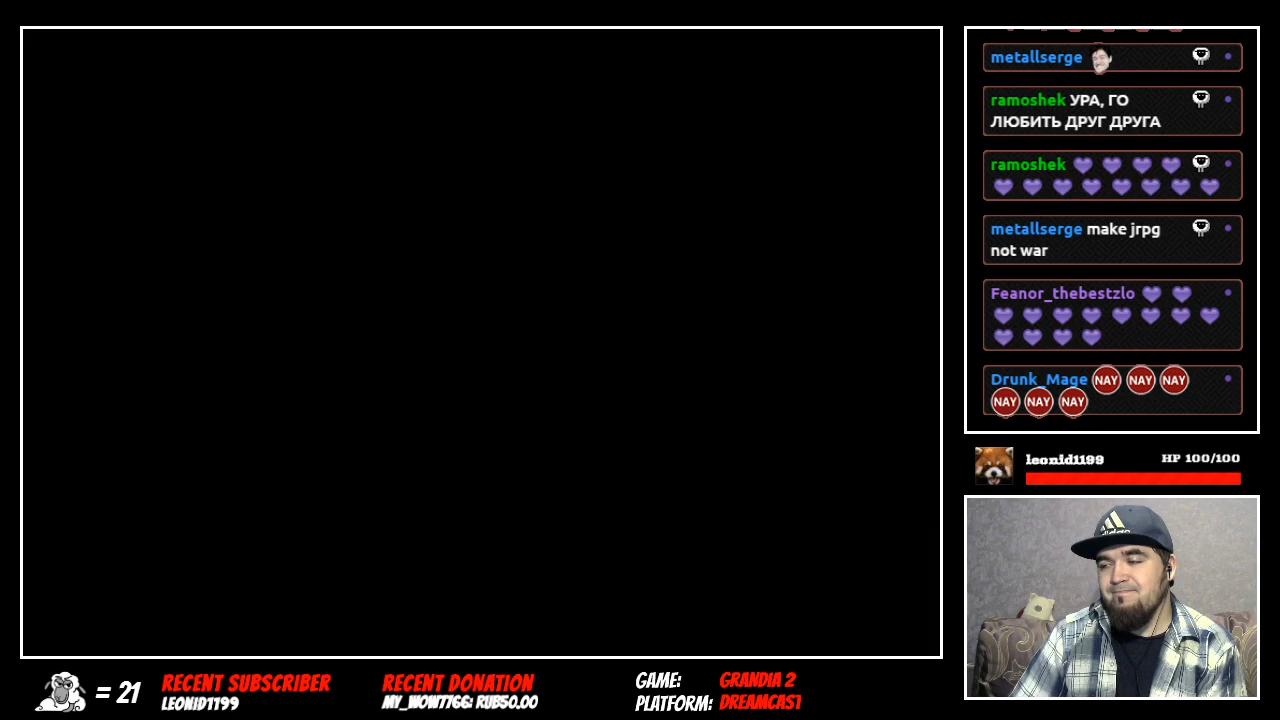 metallserge
ramoshek УРА, ГО
ЛЮБИТЬ ДРУГ ДРУГА
ramoshek
metallserge make jrpg
not war
Feanor_thebestzlo
Drunk_Mage NAY NAY NAY
NAY NAY NAY
leonid1199 HP 100/100
adidas
= 21
RECENT SUBSCRIBER
LEONID1199
RECENT DONATION
MY_WOW7766: RUB50.00
GAME: GRANDIA 2
PLATFORM: DREAMCAST